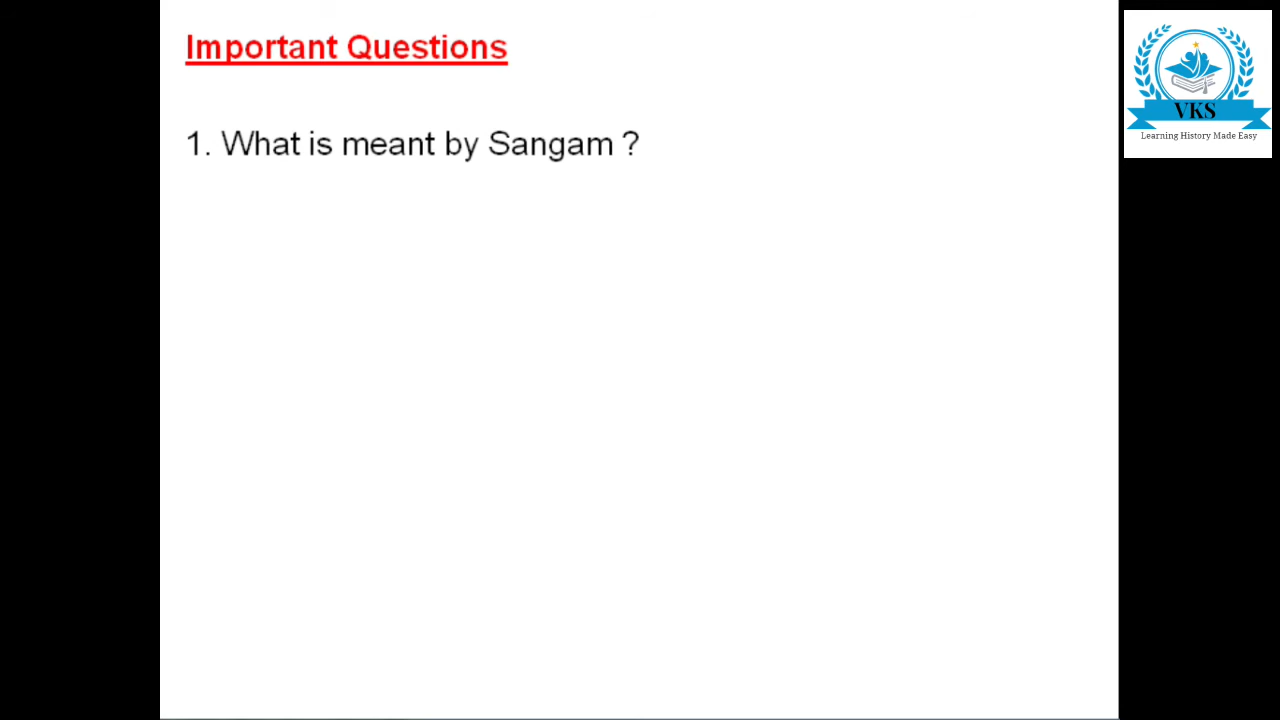 Important Questions
1. What is meant by Sangam ?
VKS
Learning History Made Easy